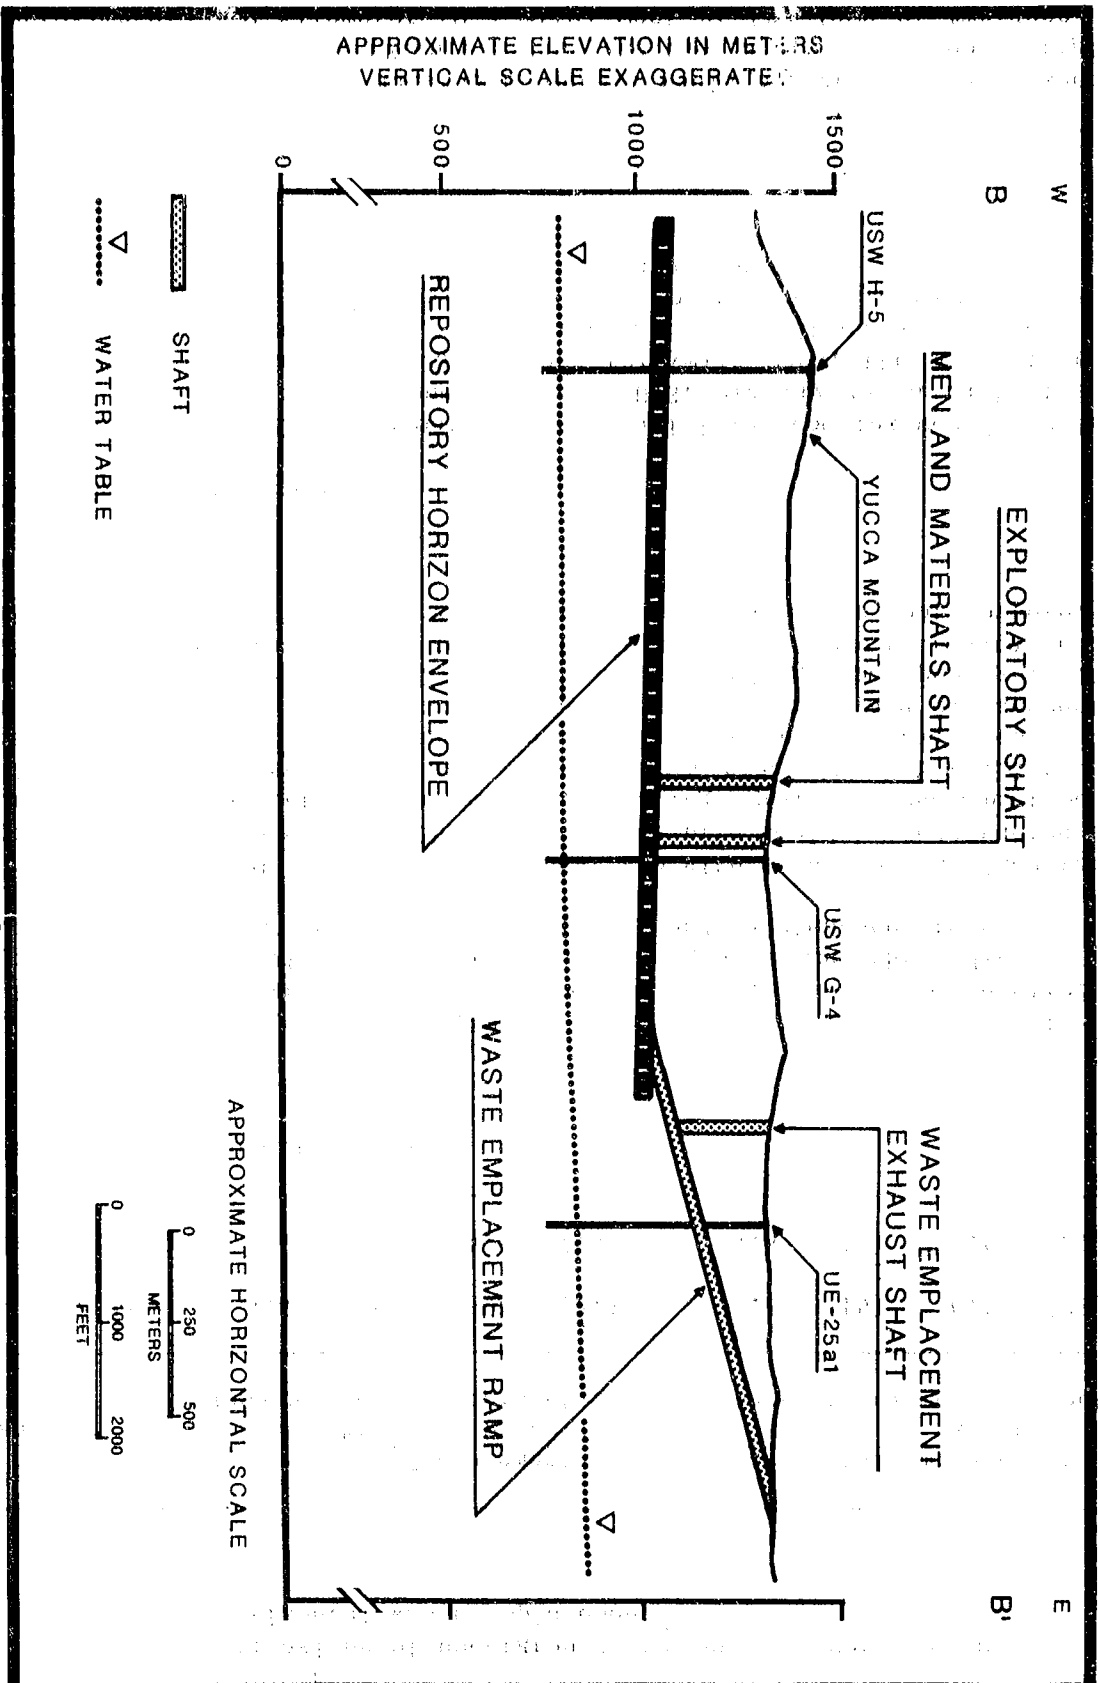 W
E
B
B'
EXPLORATORY SHAFT
MEN AND MATERIALS SHAFT
WASTE EMPLACEMENT
EXHAUST SHAFT
USW H-5
YUCCA MOUNTAIN
USW G-4
UE-25a1
1500
1000
500
0
APPROXIMATE ELEVATION IN METERS
VERTICAL SCALE EXAGGERATE
REPOSITORY HORIZON ENVELOPE
WASTE EMPLACEMENT RAMP
SHAFT
WATER TABLE
APPROXIMATE HORIZONTAL SCALE
0 250 500
METERS
0 1000 2000
FEET